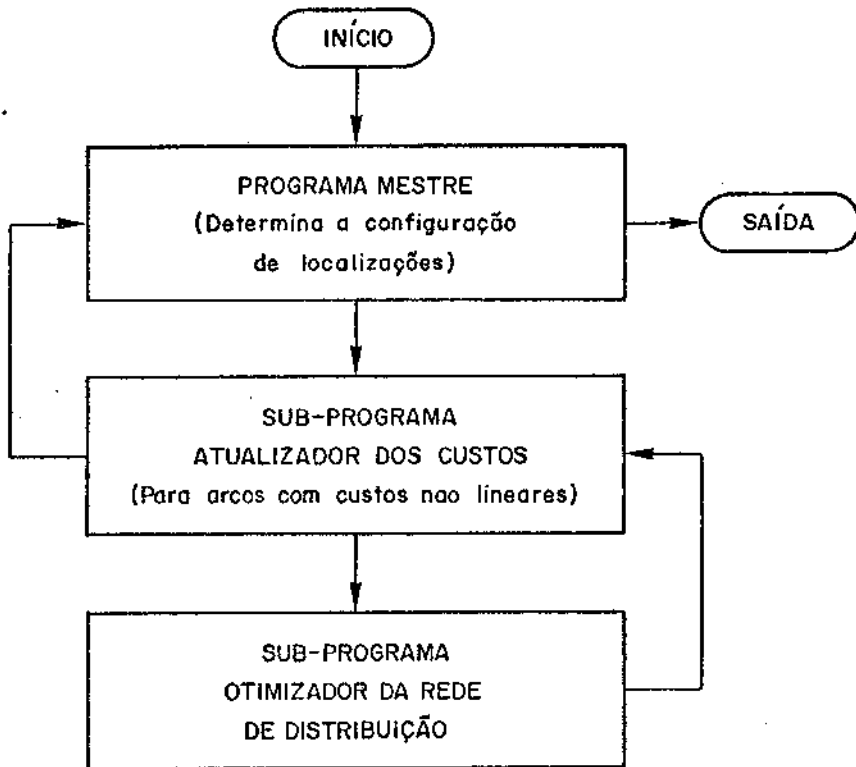 INÍCIO
PROGRAMA MESTRE
(Determina a configuração
de localizações)
SAÍDA
SUB-PROGRAMA
ATUALIZADOR DOS CUSTOS
(Para arcos com custos nao lineares)
SUB-PROGRAMA
OTIMIZADOR DA REDE
DE DISTRIBUIÇÃO